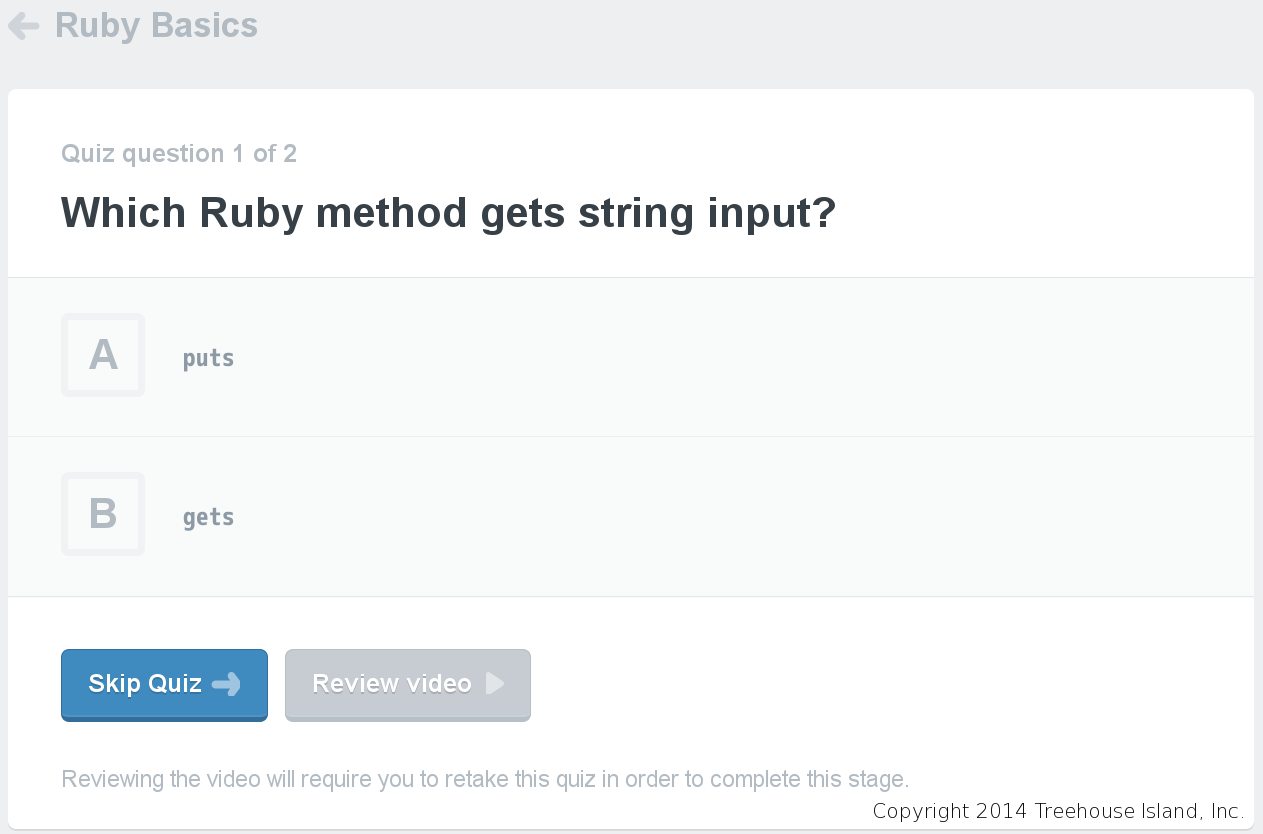 Ruby Basics
Quiz question 1 of 2
Which Ruby method gets string input?
A puts
B gets
Skip Quiz Review video
Reviewing the video will require you to retake this quiz in order to complete this stage.
Copyright 2014 Treehouse Island, Inc.